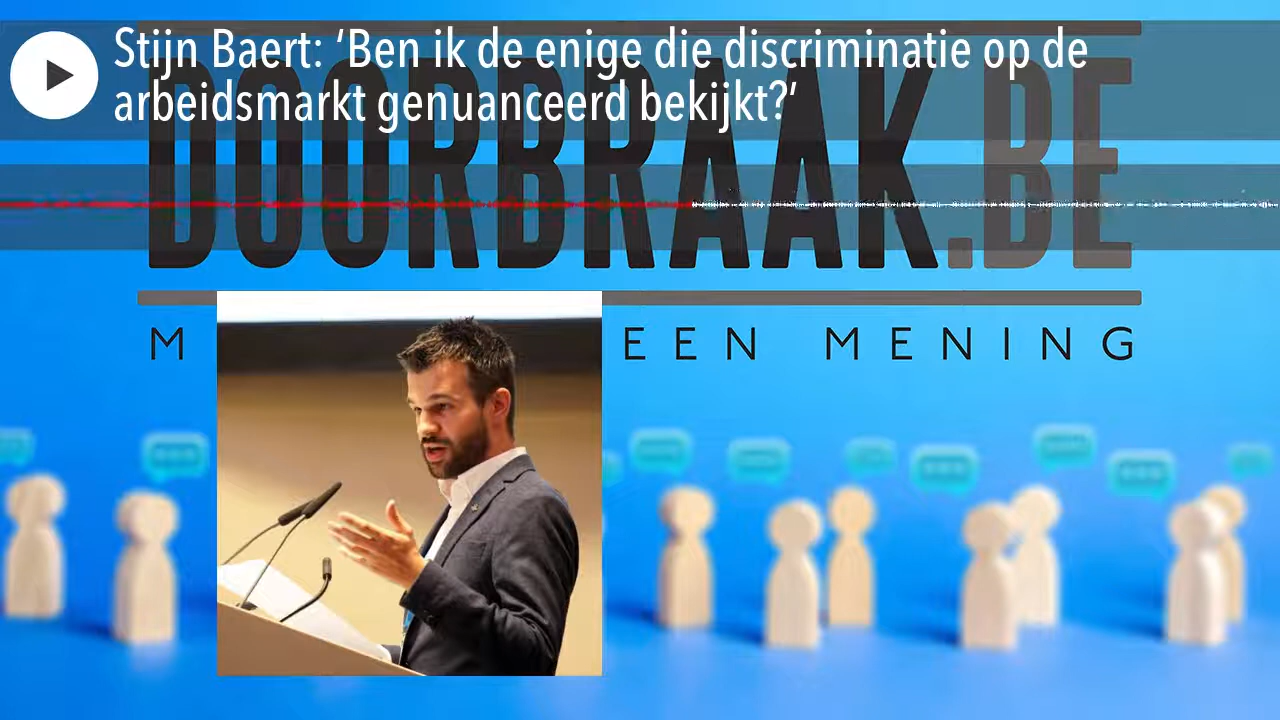 Stijn Baert: ‘Ben ik de enige die discriminatie op de
arbeidsmarkt genuanceerd bekijkt?’
DOORBRAAK.BE
M EEN MENING